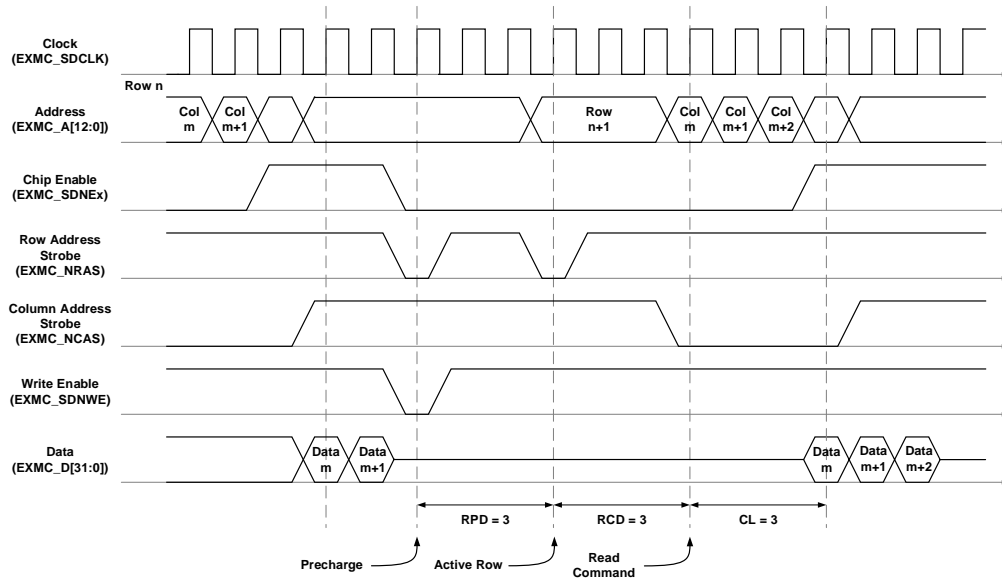 Clock
(EXMC_SDCLK)
Row n
Address
(EXMC_A[12:0])
Col
m
Col
m+1
Row
n+1
Col
m
Col
m+1
Col
m+2
Chip Enable
(EXMC_SDNEx)
Row Address
Strobe
(EXMC_NRAS)
Column Address
Strobe
(EXMC_NCAS)
Write Enable
(EXMC_SDNWE)
Data
(EXMC_D[31:0])
Data
m
Data
m+1
Data
m
Data
m+1
Data
m+2
RPD = 3
RCD = 3
CL = 3
Precharge
Active Row
Read
Command